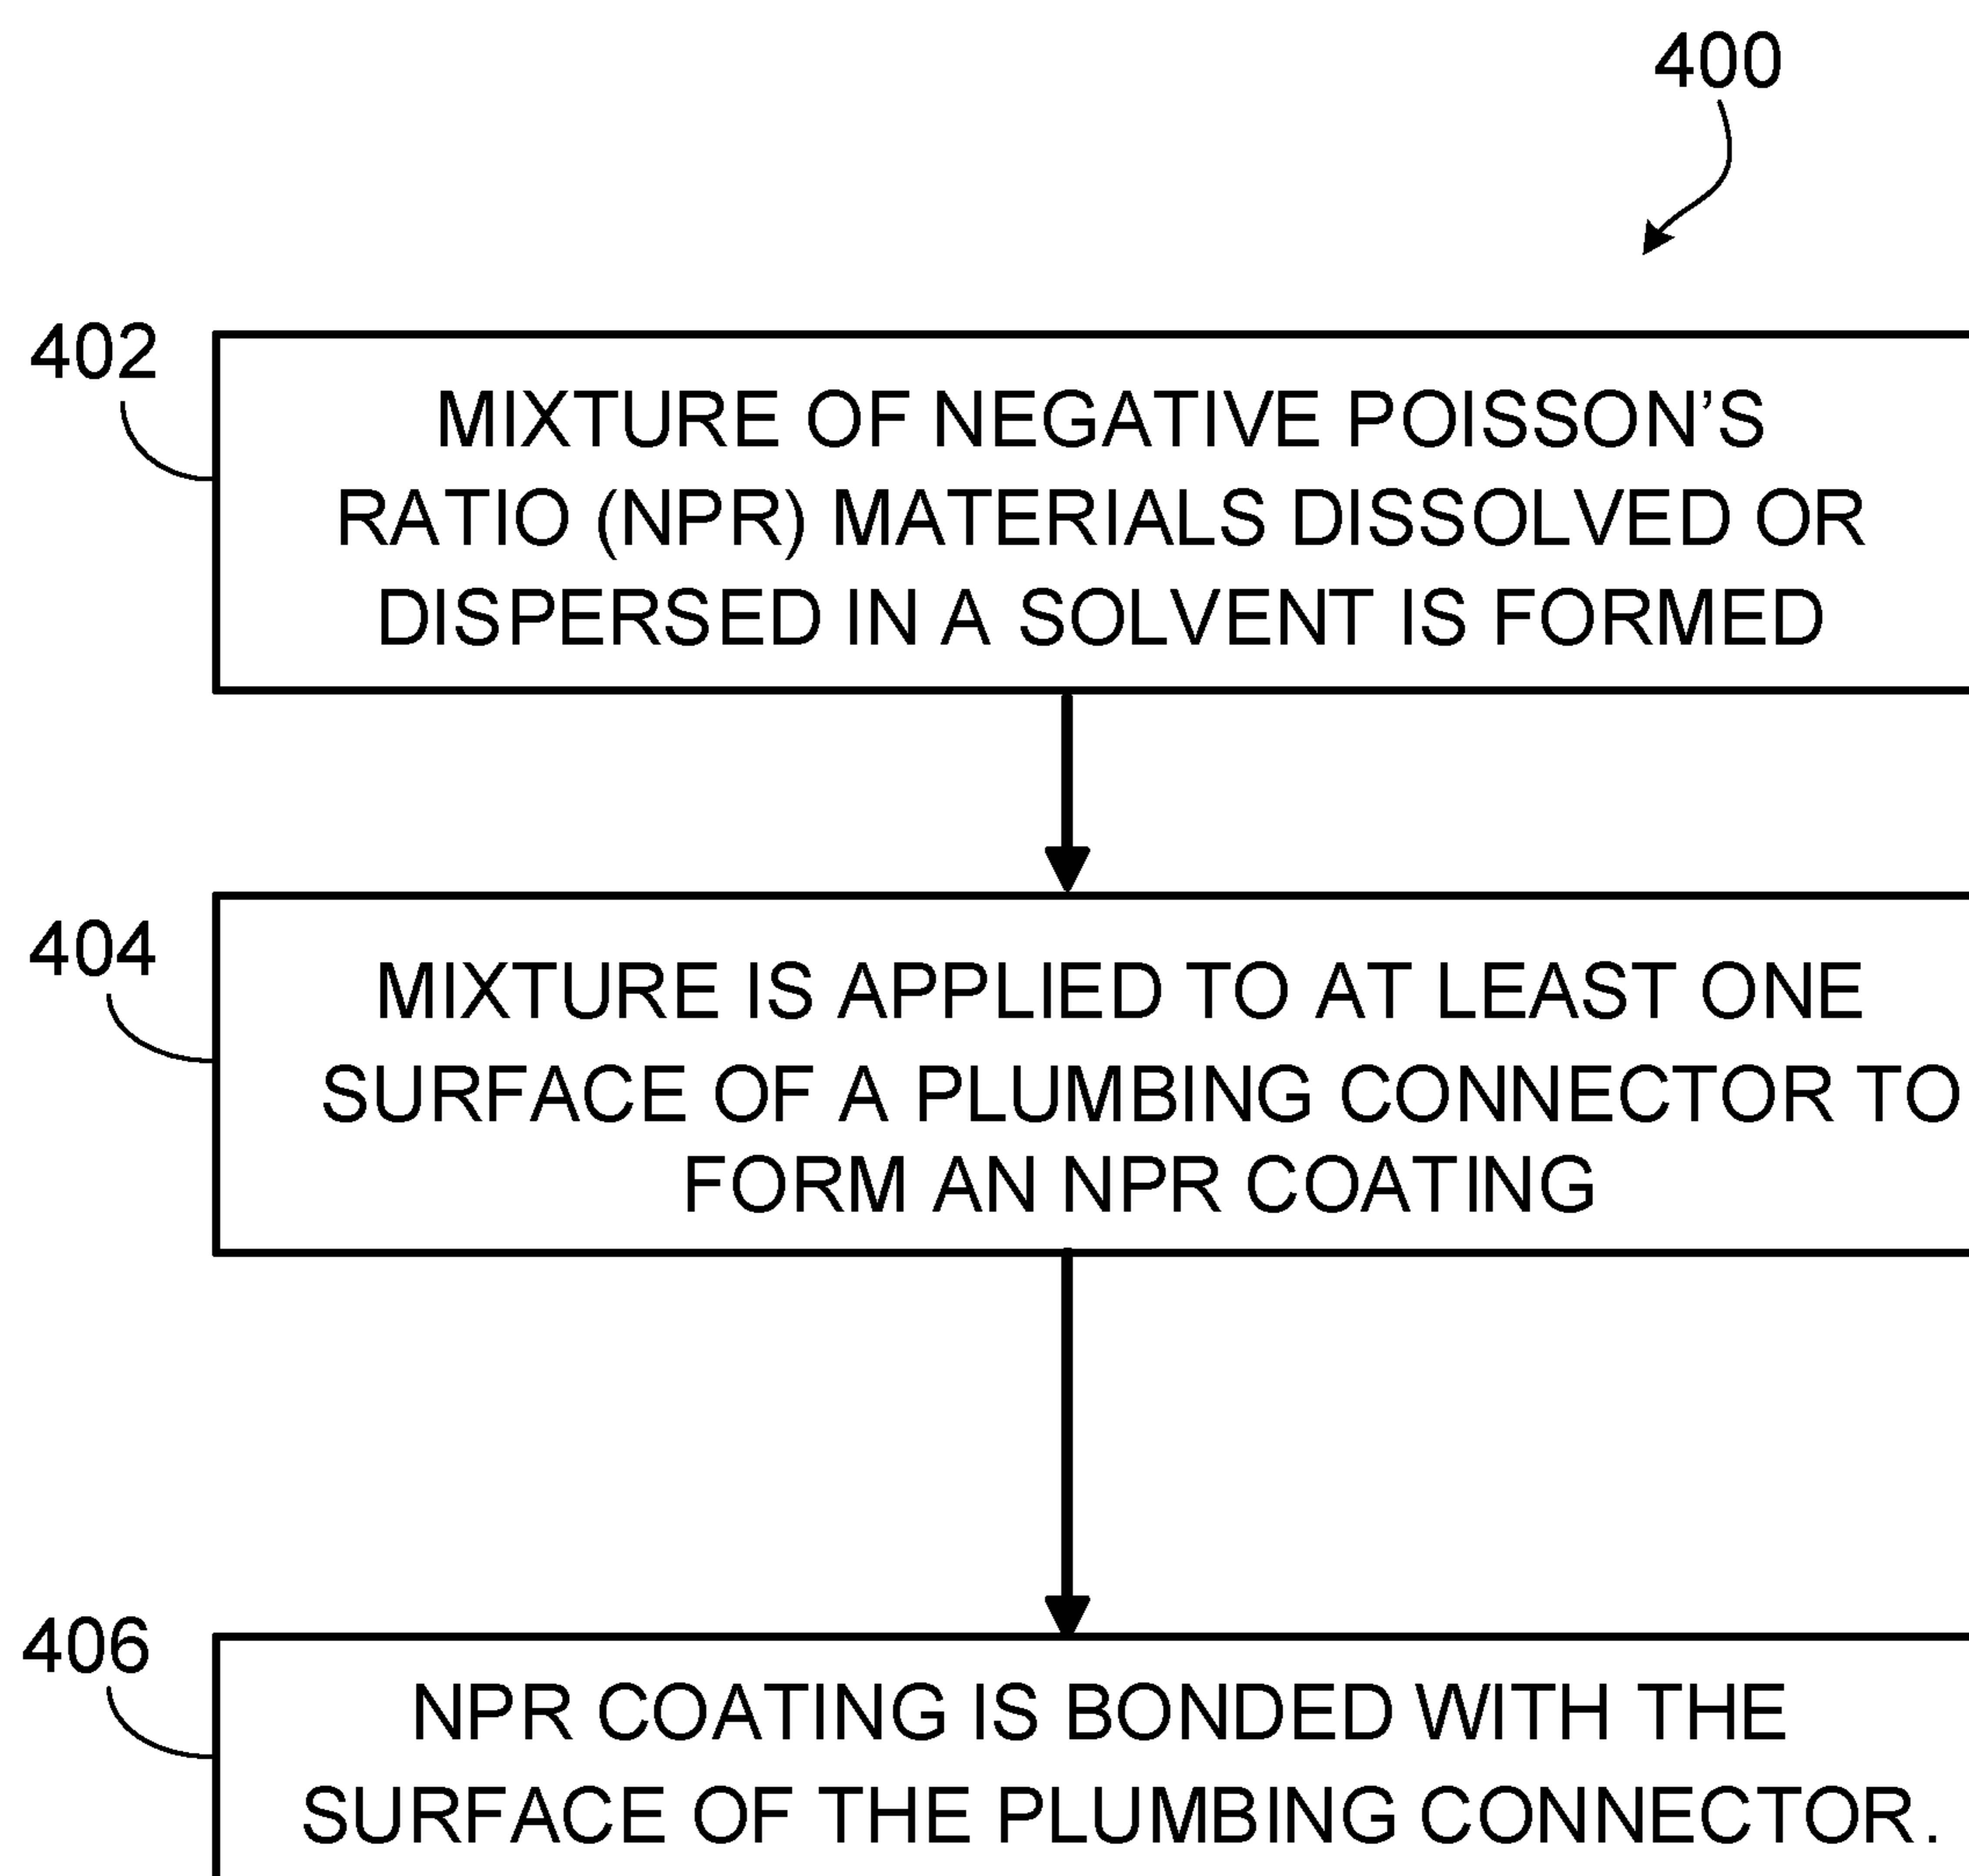 400
402
MIXTURE OF NEGATIVE POISSON’S
RATIO (NPR) MATERIALS DISSOLVED OR
DISPERSED IN A SOLVENT IS FORMED
404
MIXTURE IS APPLIED TO AT LEAST ONE
SURFACE OF A PLUMBING CONNECTOR TO
FORM AN NPR COATING
406
NPR COATING IS BONDED WITH THE
SURFACE OF THE PLUMBING CONNECTOR.